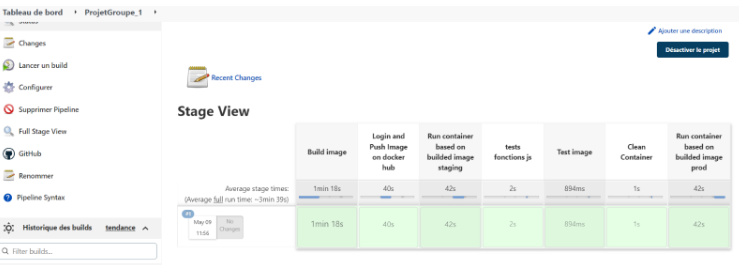 Tableau de bord > ProjetGroupe_1 >
Status
Changes
Lancer un build
Configurer
Supprimer Pipeline
Full Stage View
GitHub
Renommer
Pipeline Syntax
Historique des builds tendance
Filter builds...
Ajouter une description
Désactiver le projet
Recent Changes
Stage View
Build image
Login and Push Image on docker hub
Run container based on builded image staging
tests fonctions js
Test image
Clean Container
Run container based on builded image prod
Average stage times:
(Average full run time: ~3min 39s)
1min 18s 40s 42s 2s 894ms 1s 42s
May 09
11:56
No Changes
1min 18s 40s 42s 2s 894ms 1s 42s